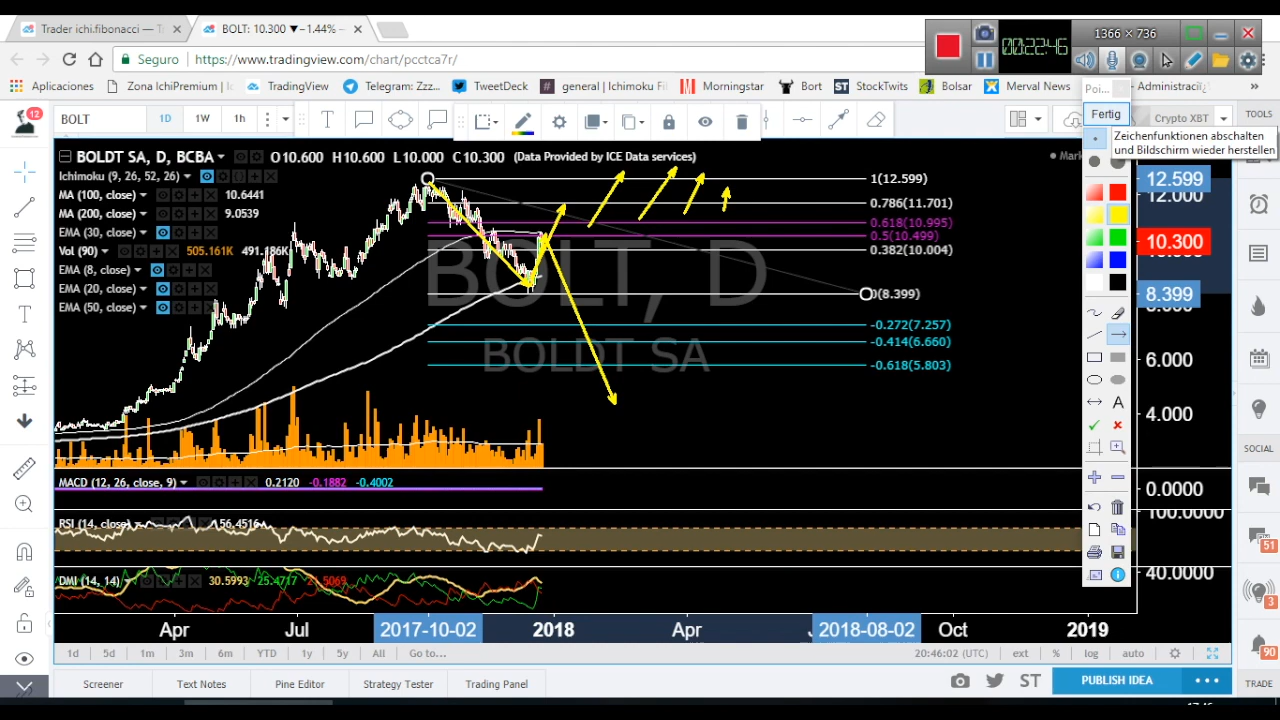 Trader ichi.fibonacci — T
BOLT: 10.300 ▼ −1.44%
00:22:46
1366 x 736
Seguro
https://www.tradingview.com/chart/pcctca7r/
Aplicaciones
Zona IchiPremium | Ic
TradingView
Telegram: Zzz...
TweetDeck
general | Ichimoku Fi
Morningstar
Bort
StockTwits
Bolsar
Merval News
Administración
Poi...
Fertig
Zeichenfunktionen abschalten
und Bildschirm wieder herstellen
12
BOLT
1D
1W
1h
Crypto XBT
TOOLS
BOLDT SA, D, BCBA
O10.600 H10.600 L10.000 C10.300 (Data Provided by ICE Data services)
Ichimoku (9, 26, 52, 26)
MA (100, close) 10.6441
MA (200, close) 9.0539
EMA (30, close)
Vol (90) 505.161K 491.186K
EMA (8, close)
EMA (20, close)
EMA (50, close)
BOLT, D
BOLDT SA
1(12.599)
0.786(11.701)
0.618(10.995)
0.5(10.499)
0.382(10.004)
0(8.399)
-0.272(7.257)
-0.414(6.660)
-0.618(5.803)
12.599
12.000
10.300
8.399
8.000
6.000
4.000
MACD (12, 26, close, 9) 0.2120 -0.1882 -0.4002
0.0000
RSI (14, close) 56.4516
100.0000
DMI (14, 14) 30.5993 25.4717 21.5069
40.0000
Apr
Jul
2017-10-02
2018
Apr
2018-08-02
Oct
2019
1d 5d 1m 3m 6m YTD 1y 5y All Go to...
20:46:02 (UTC)
ext % log auto
SOCIAL
51
3
90
TRADE
Screener
Text Notes
Pine Editor
Strategy Tester
Trading Panel
ST
PUBLISH IDEA